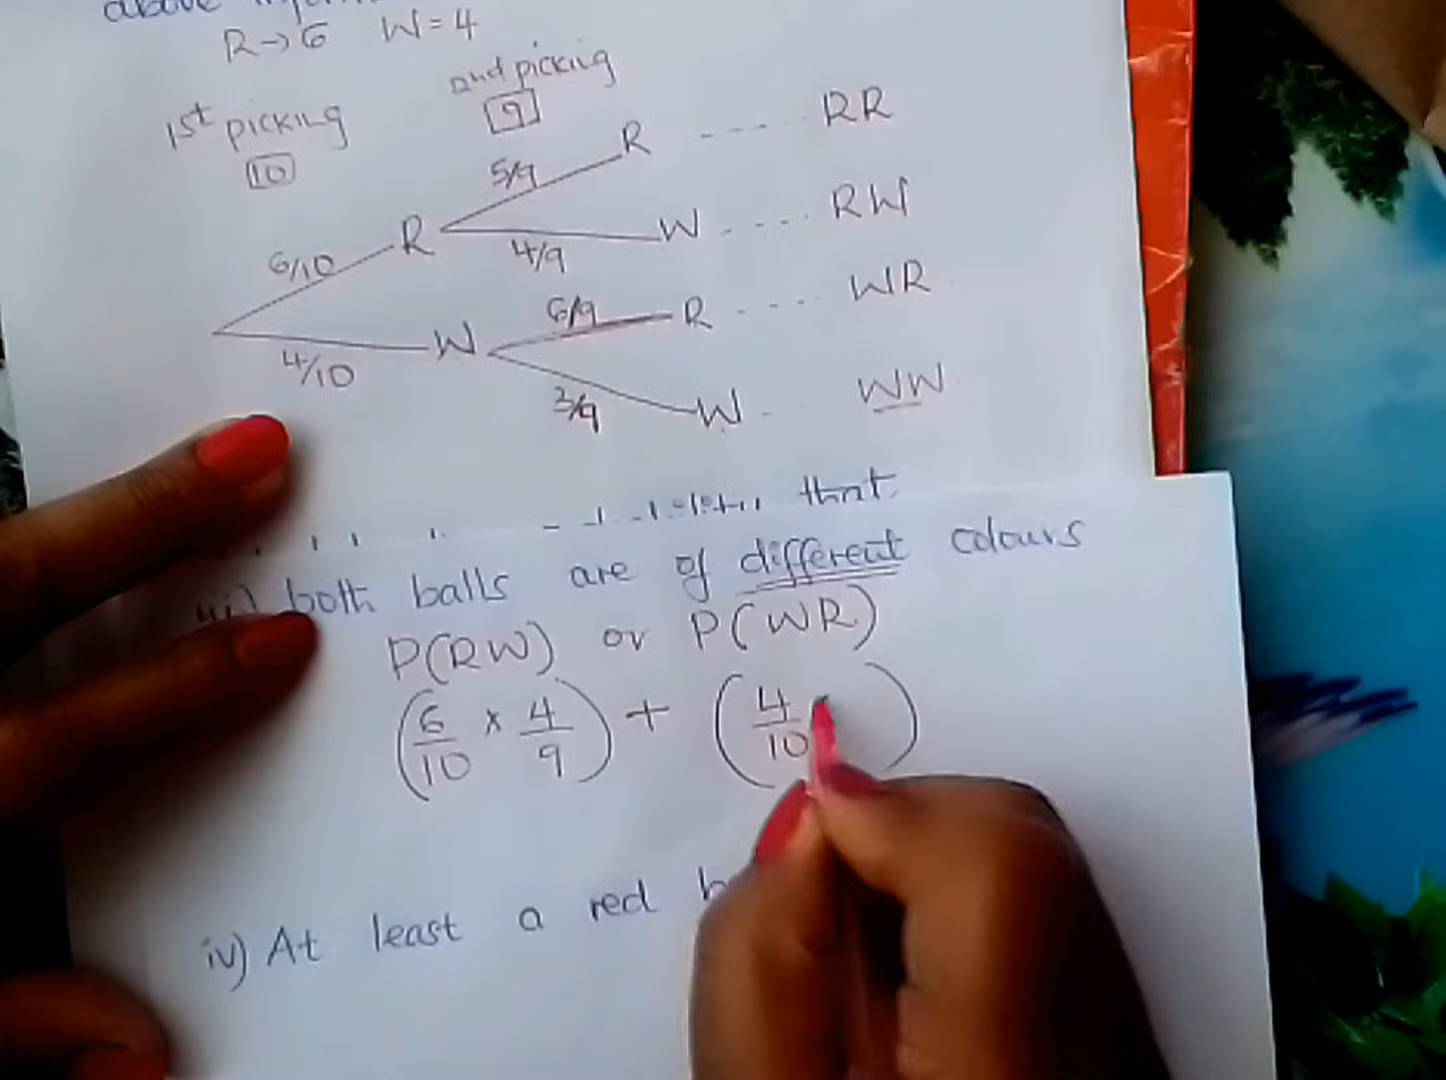 above
R→6 W=4
1st picking
2nd picking
10
9
5/9
R
RR
6/10
R
4/9
W
RW
4/10
W
6/9
R
WR
3/9
W
WW
that
iii) both balls are of different colours
P(RW) or P(WR)
(6/10 × 4/9) + (4/10 )
iv) At least a red